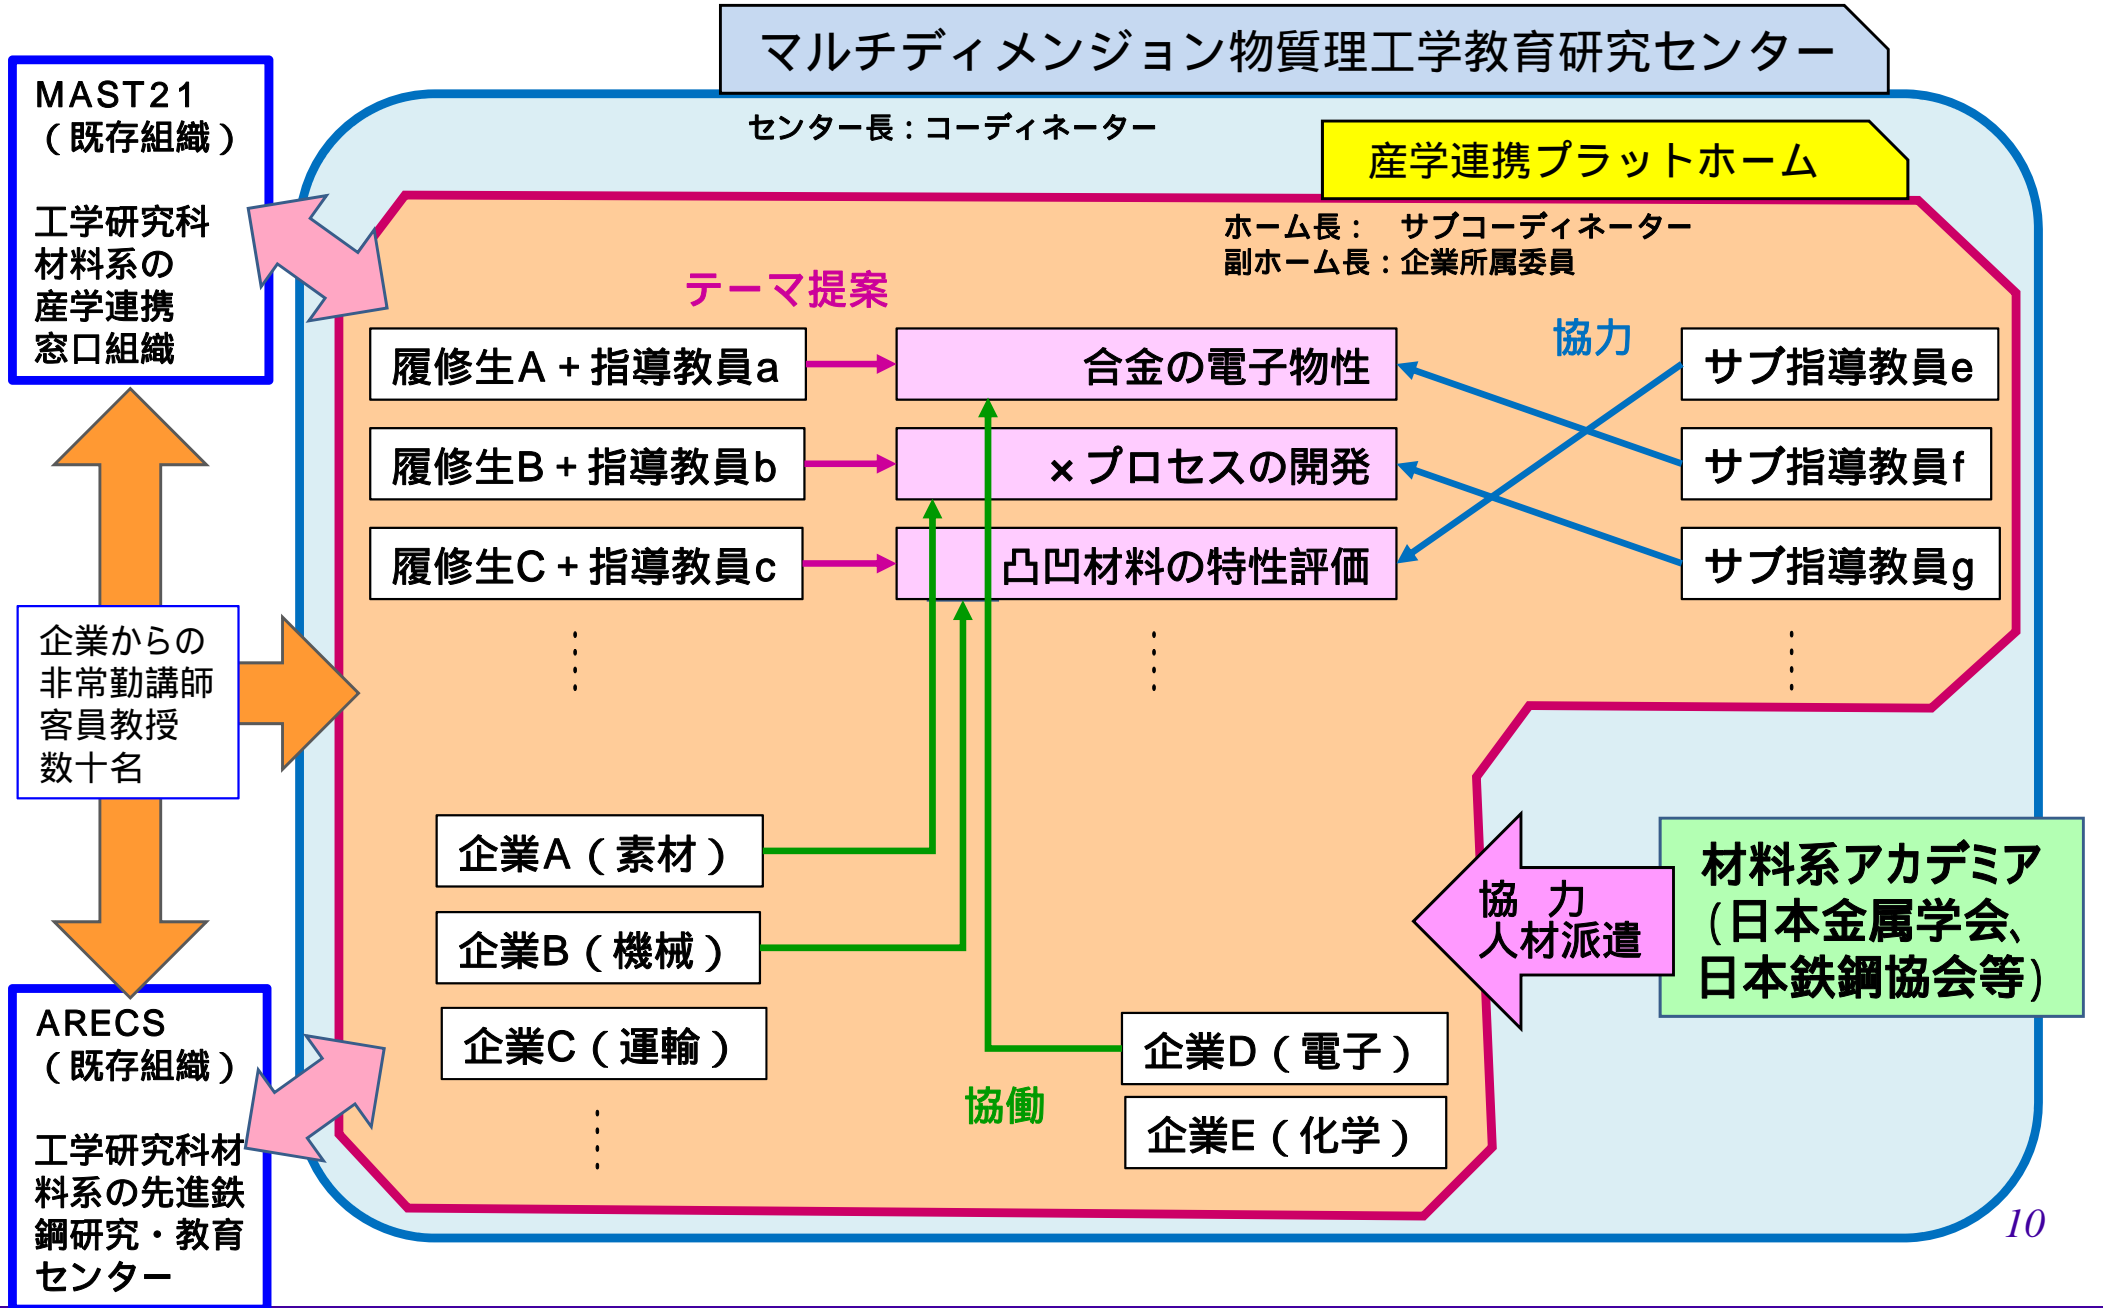 マルチディメンジョン物質理工学教育研究センター
センター長：コーディネーター
産学連携プラットホーム
ホーム長：　サブコーディネーター
副ホーム長：企業所属委員
MAST21
（既存組織）
工学研究科
材料系の
産学連携
窓口組織
テーマ提案
協力
履修生A＋指導教員a
合金の電子物性
サブ指導教員e
履修生B＋指導教員b
×プロセスの開発
サブ指導教員f
履修生C＋指導教員c
凸凹材料の特性評価
サブ指導教員g
企業からの
非常勤講師
客員教授
数十名
企業A（素材）
企業B（機械）
企業C（運輸）
企業D（電子）
企業E（化学）
協働
協　力
人材派遣
材料系アカデミア
（日本金属学会、
日本鉄鋼協会等）
ARECS
（既存組織）
工学研究科材
料系の先進鉄
鋼研究・教育
センター
10